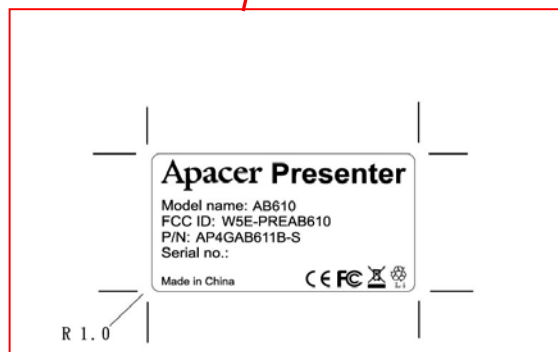 Apacer Presenter
Model name: AB610
FCC ID: W5E-PREAB610
P/N: AP4GAB611B-S
Serial no.:
Made in China
CE FC
Li
R 1.0